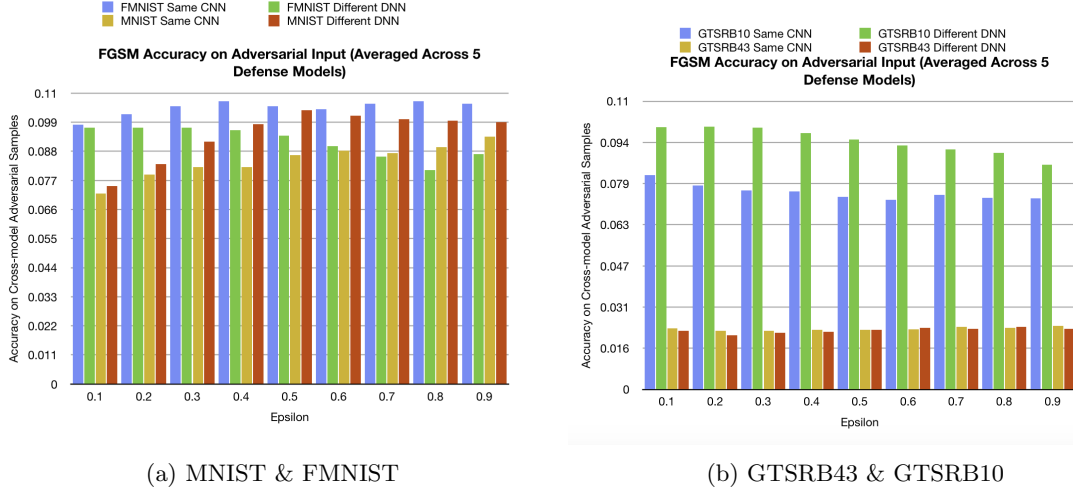 FMNIST Same CNN FMNIST Different DNN
MNIST Same CNN MNIST Different DNN
FGSM Accuracy on Adversarial Input (Averaged Across 5
Defense Models)
Accuracy on Cross-model Adversarial Samples
0.11
0.099
0.088
0.077
0.066
0.055
0.044
0.033
0.022
0.011
0
0.1 0.2 0.3 0.4 0.5 0.6 0.7 0.8 0.9
Epsilon
(a) MNIST & FMNIST
GTSRB10 Same CNN GTSRB10 Different DNN
GTSRB43 Same CNN GTSRB43 Different DNN
FGSM Accuracy on Adversarial Input (Averaged Across 5
Defense Models)
Accuracy on Cross-model Adversarial Samples
0.11
0.094
0.079
0.063
0.047
0.031
0.016
0
0.1 0.2 0.3 0.4 0.5 0.6 0.7 0.8 0.9
Epsilon
(b) GTSRB43 & GTSRB10